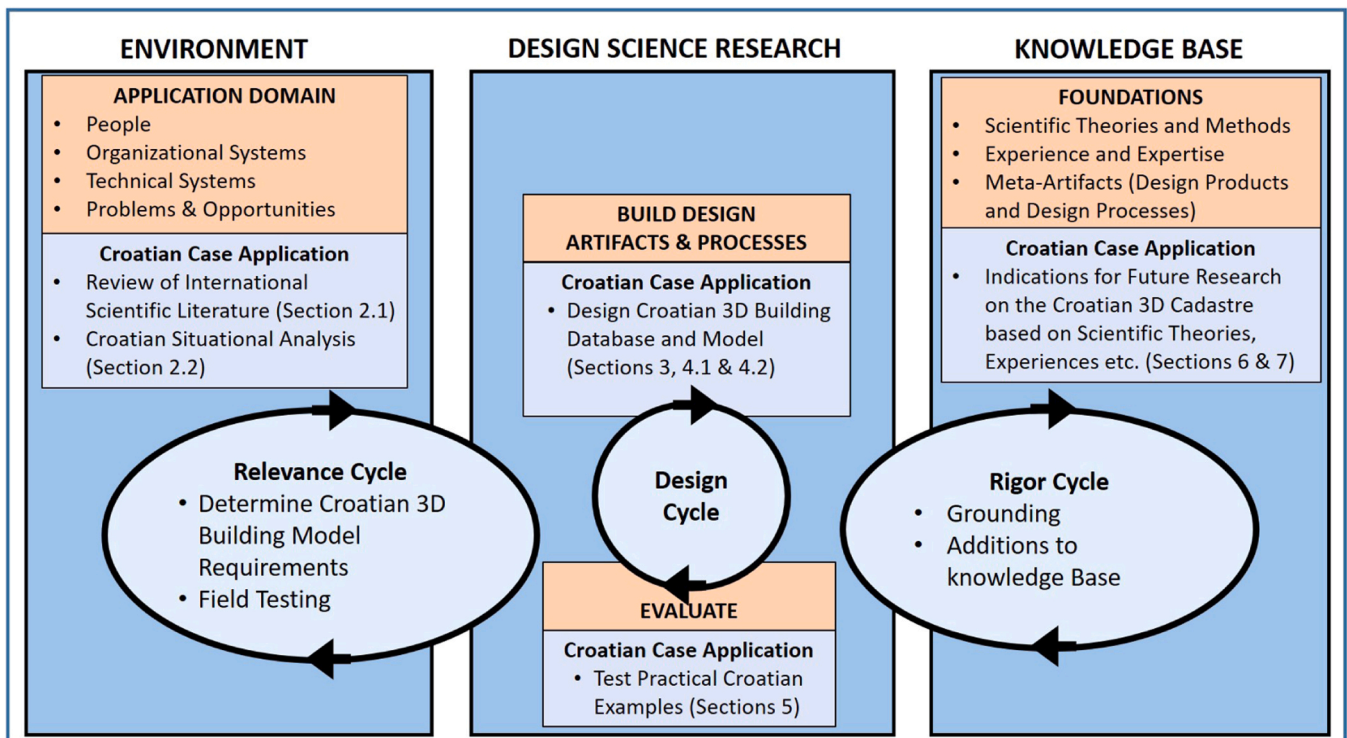 ENVIRONMENT
APPLICATION DOMAIN
• People
• Organizational Systems
• Technical Systems
• Problems & Opportunities
Croatian Case Application
• Review of International
Scientific Literature (Section 2.1)
• Croatian Situational Analysis
(Section 2.2)
Relevance Cycle
• Determine Croatian 3D
Building Model
Requirements
• Field Testing
DESIGN SCIENCE RESEARCH
BUILD DESIGN
ARTIFACTS & PROCESSES
Croatian Case Application
• Design Croatian 3D Building
Database and Model
(Sections 3, 4.1 & 4.2)
Design
Cycle
EVALUATE
Croatian Case Application
• Test Practical Croatian
Examples (Sections 5)
KNOWLEDGE BASE
FOUNDATIONS
• Scientific Theories and Methods
• Experience and Expertise
• Meta-Artifacts (Design Products
and Design Processes)
Croatian Case Application
• Indications for Future Research
on the Croatian 3D Cadastre
based on Scientific Theories,
Experiences etc. (Sections 6 & 7)
Rigor Cycle
• Grounding
• Additions to
knowledge Base